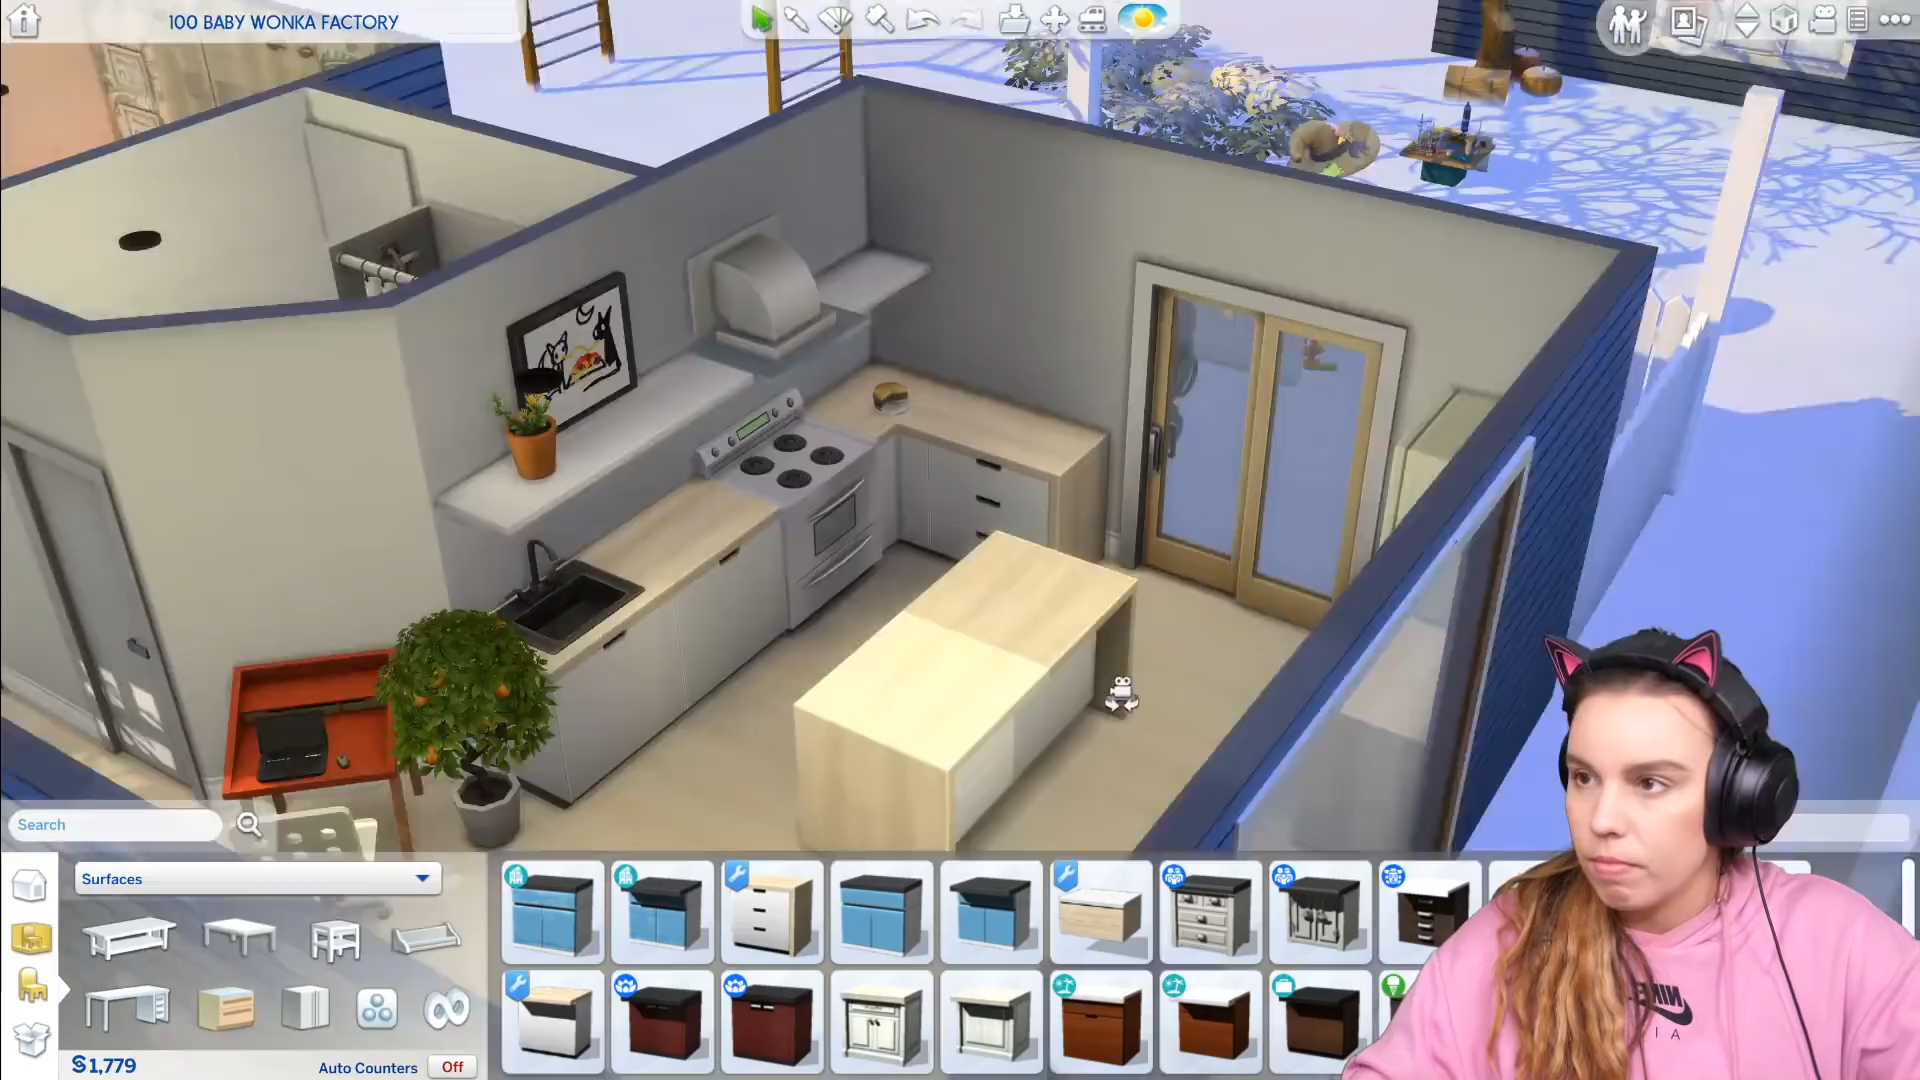 100 BABY WONKA FACTORY
Search
Surfaces
$1,779
Auto Counters
Off